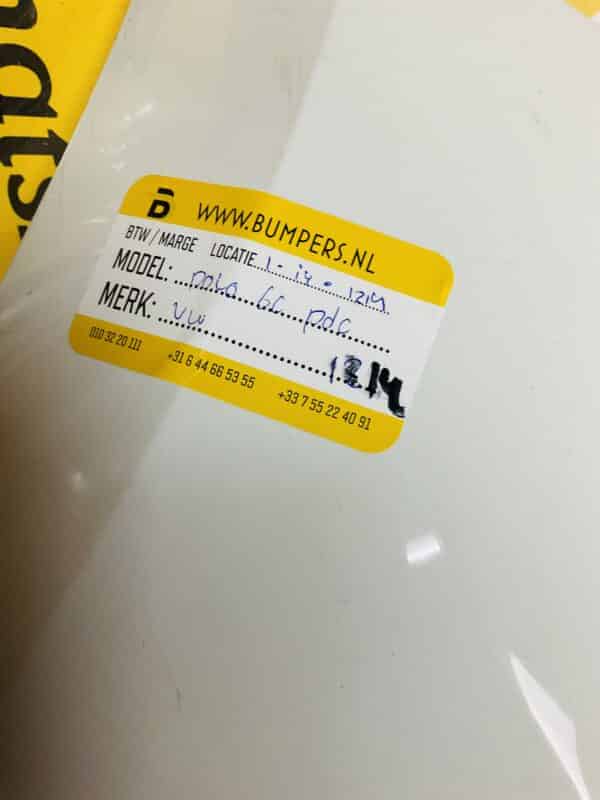 B WWW.BUMPERS.NL
BTW / MARGE LOCATIE 1 - 14 - 1214
MODEL: polo 6c pdc
MERK: VW
1214
010 32 20 111 +31 6 44 66 53 55 +33 7 55 22 40 91